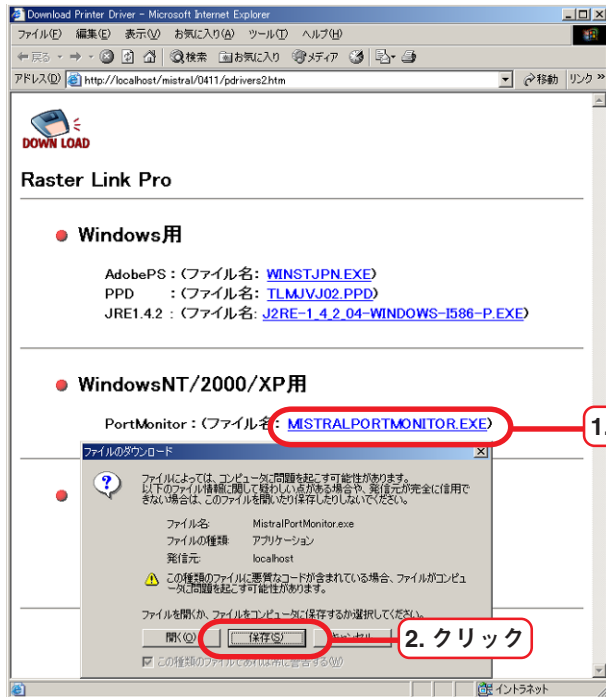 Download Printer Driver - Microsoft Internet Explorer
ファイル(F) 編集(E) 表示(V) お気に入り(A) ツール(T) ヘルプ(H)
戻る 検索 お気に入り メディア
アドレス(D) http://localhost/mistral/0411/pdrivers2.htm 移動 リンク »
DOWN LOAD
Raster Link Pro
Windows用
AdobePS : (ファイル名: WINSTJPN.EXE)
PPD : (ファイル名: TLMJVJ02.PPD)
JRE1.4.2 : (ファイル名: J2RE-1_4_2_04-WINDOWS-I586-P.EXE)
WindowsNT/2000/XP用
PortMonitor : (ファイル名: MISTRALPORTMONITOR.EXE)
1.
ファイルのダウンロード
ファイルによっては、コンピュータに問題を起こす可能性があります。
以下のファイル情報に関して疑わしい点がある場合や、発信元が完全に信用で
きない場合は、このファイルを開いたり保存したりしないでください。
ファイル名: MistralPortMonitor.exe
ファイルの種類: アプリケーション
発信元: localhost
この種類のファイルに悪質なコードが含まれている場合、ファイルがコンピュ
ータに問題を起こす可能性があります。
ファイルを開くか、ファイルをコンピュータに保存するか選択してください。
開く(O) 保存(S)
2. クリック
この種類のファイルであれば常に警告する(W)
イントラネット